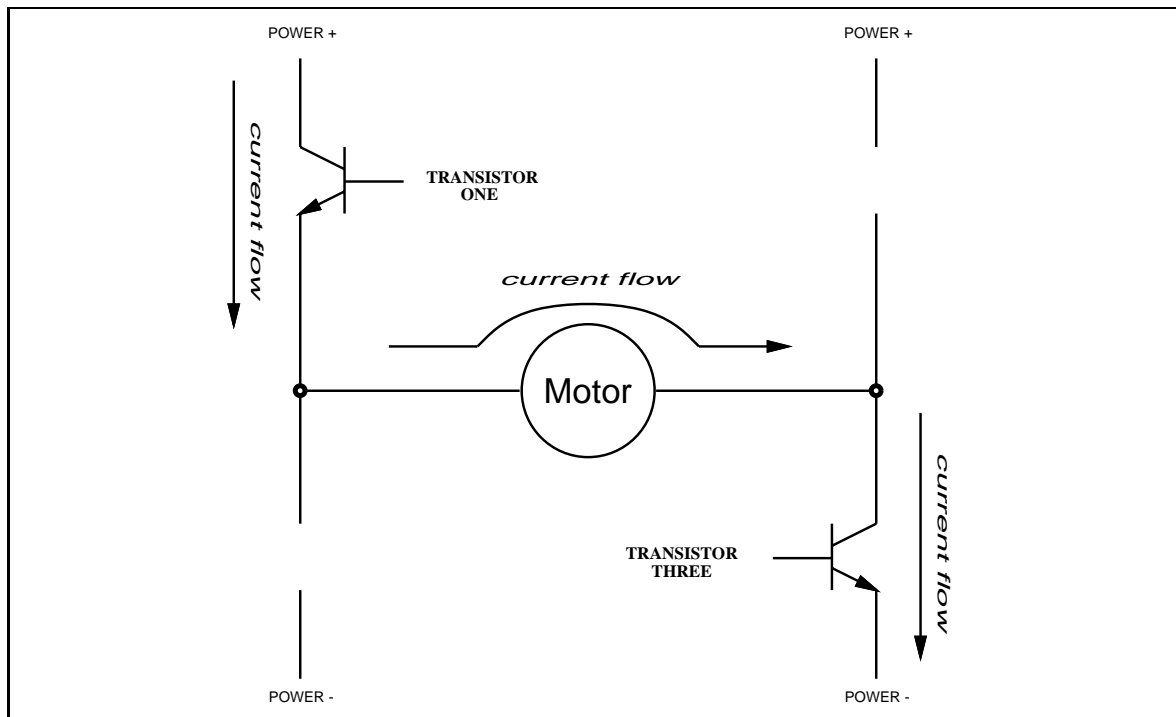 POWER +
POWER +
current flow
TRANSISTOR
ONE
current flow
Motor
TRANSISTOR
THREE
current flow
POWER -
POWER -